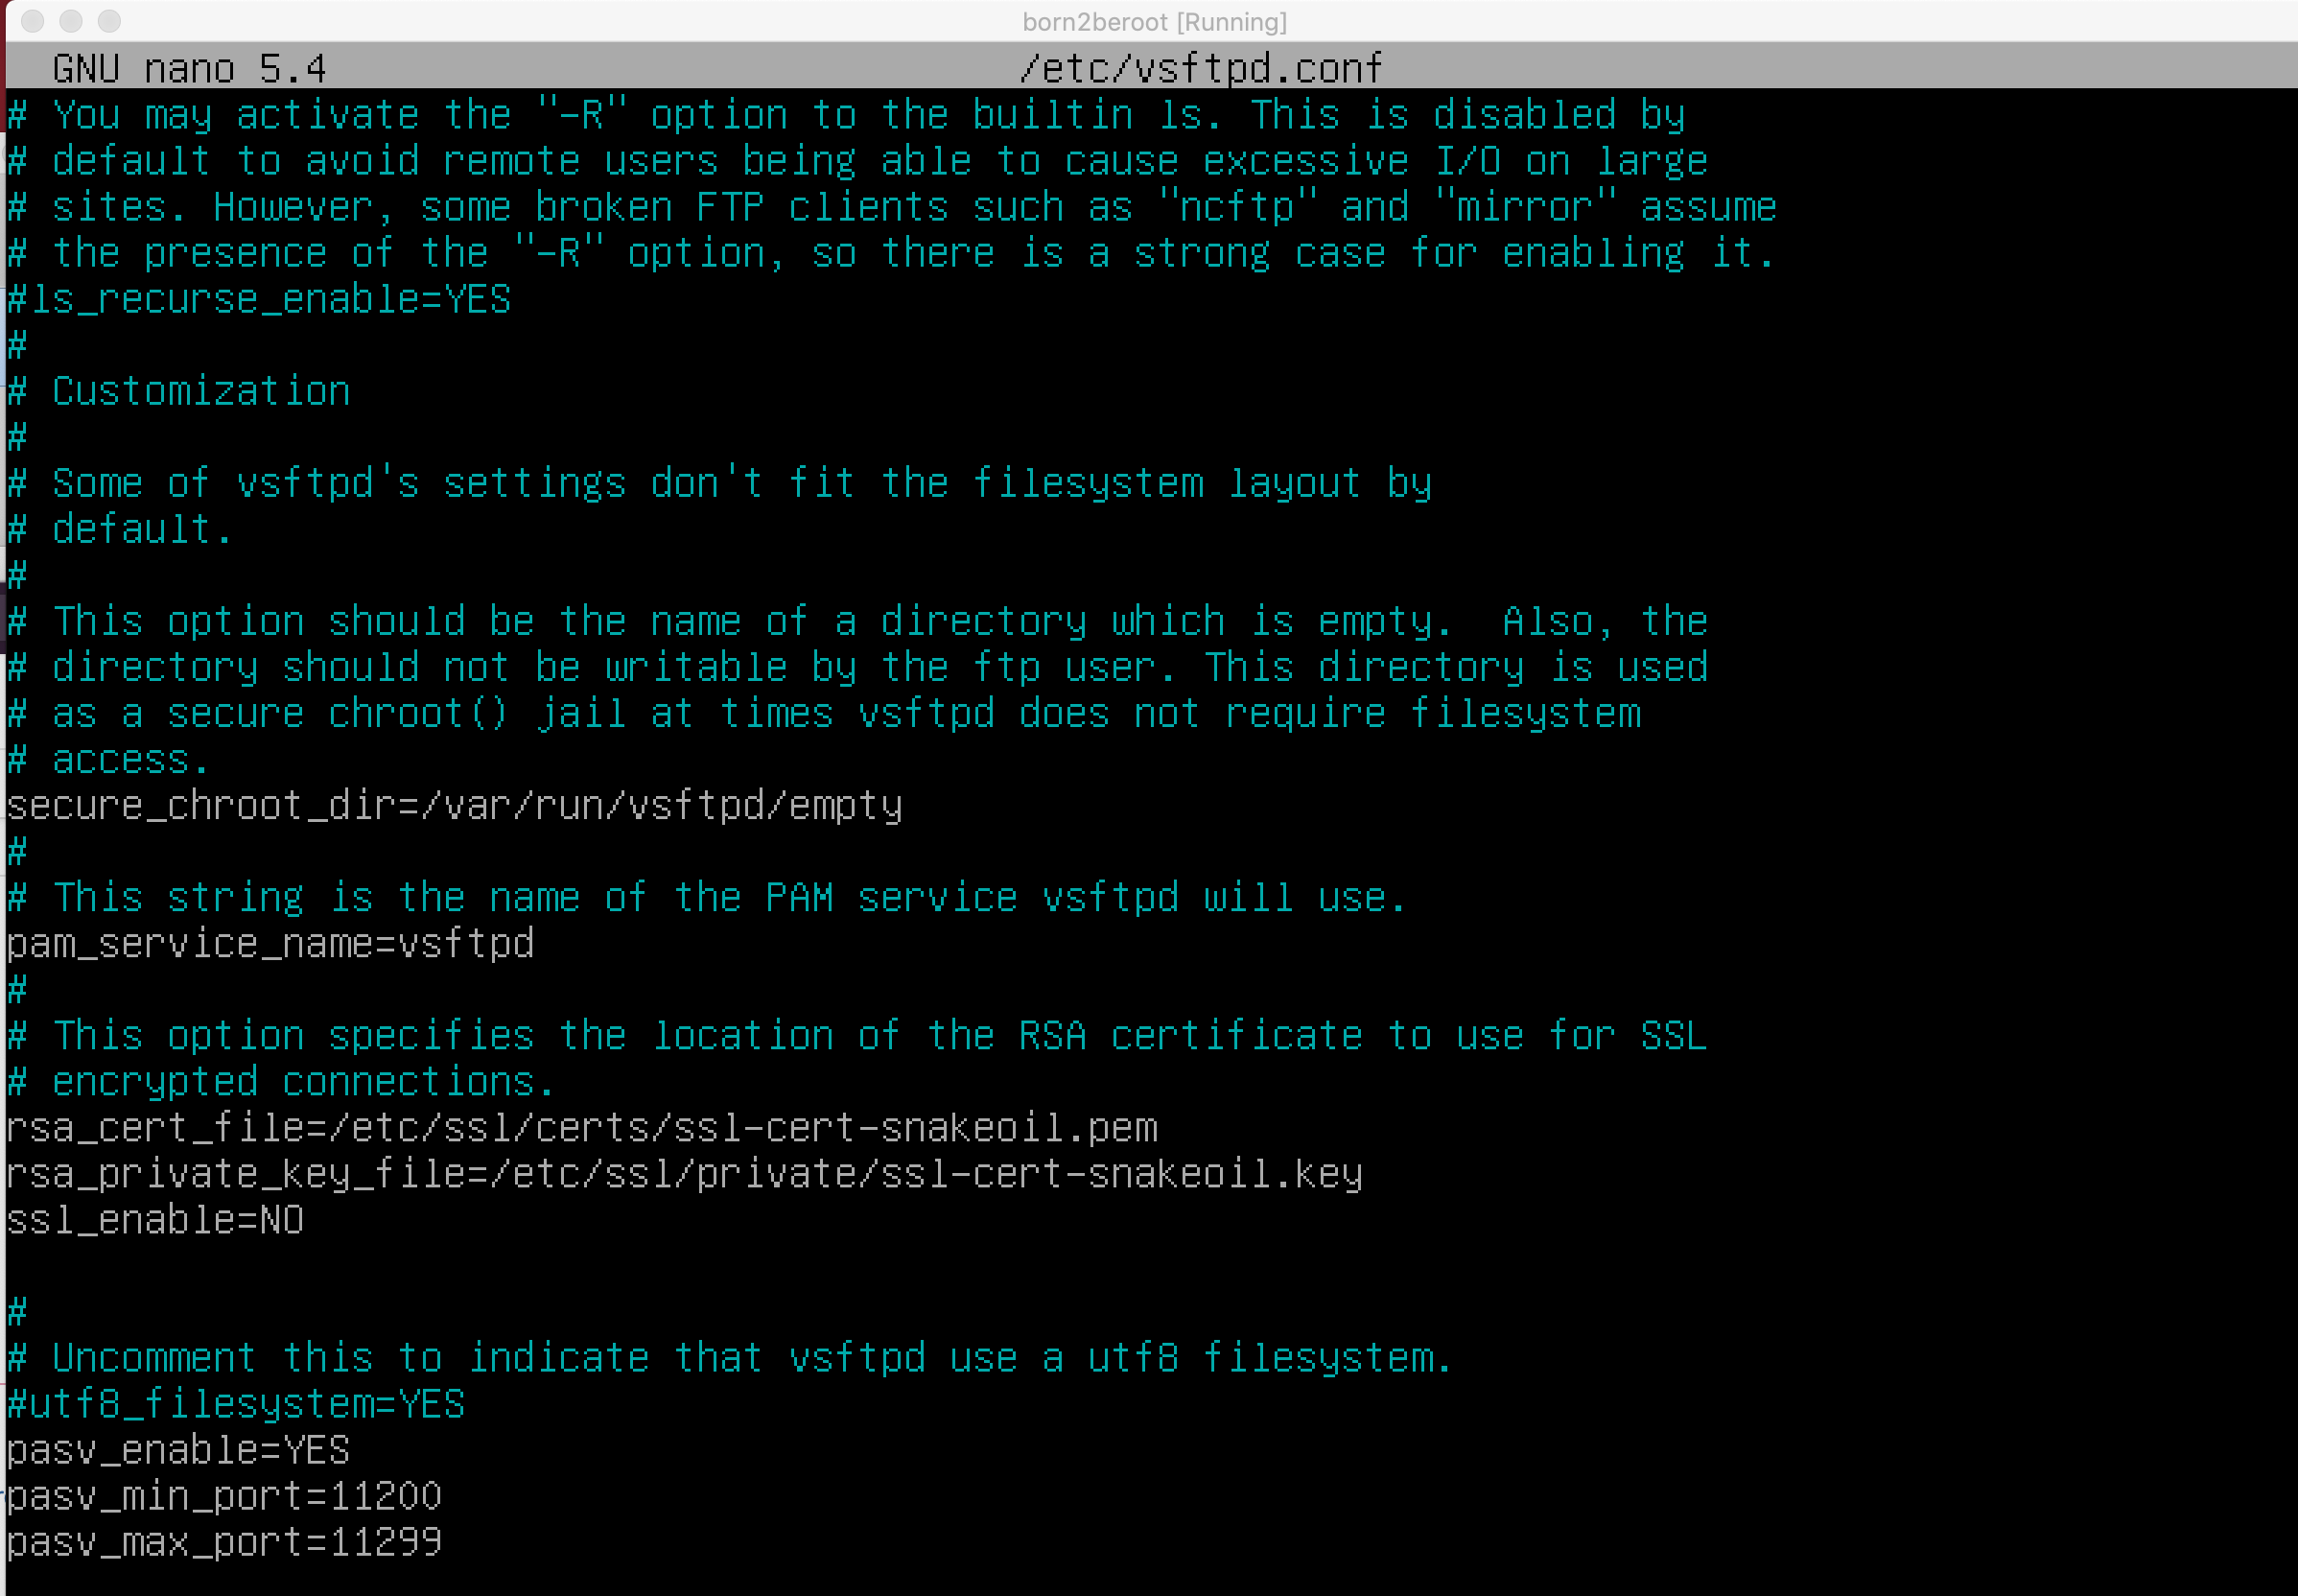 born2beroot [Running]
GNU nano 5.4 /etc/vsftpd.conf
# You may activate the "-R" option to the builtin ls. This is disabled by
# default to avoid remote users being able to cause excessive I/O on large
# sites. However, some broken FTP clients such as "ncftp" and "mirror" assume
# the presence of the "-R" option, so there is a strong case for enabling it.
#ls_recurse_enable=YES
#
# Customization
#
# Some of vsftpd's settings don't fit the filesystem layout by
# default.
#
# This option should be the name of a directory which is empty.  Also, the
# directory should not be writable by the ftp user. This directory is used
# as a secure chroot() jail at times vsftpd does not require filesystem
# access.
secure_chroot_dir=/var/run/vsftpd/empty
#
# This string is the name of the PAM service vsftpd will use.
pam_service_name=vsftpd
#
# This option specifies the location of the RSA certificate to use for SSL
# encrypted connections.
rsa_cert_file=/etc/ssl/certs/ssl-cert-snakeoil.pem
rsa_private_key_file=/etc/ssl/private/ssl-cert-snakeoil.key
ssl_enable=NO
#
# Uncomment this to indicate that vsftpd use a utf8 filesystem.
#utf8_filesystem=YES
pasv_enable=YES
pasv_min_port=11200
pasv_max_port=11299